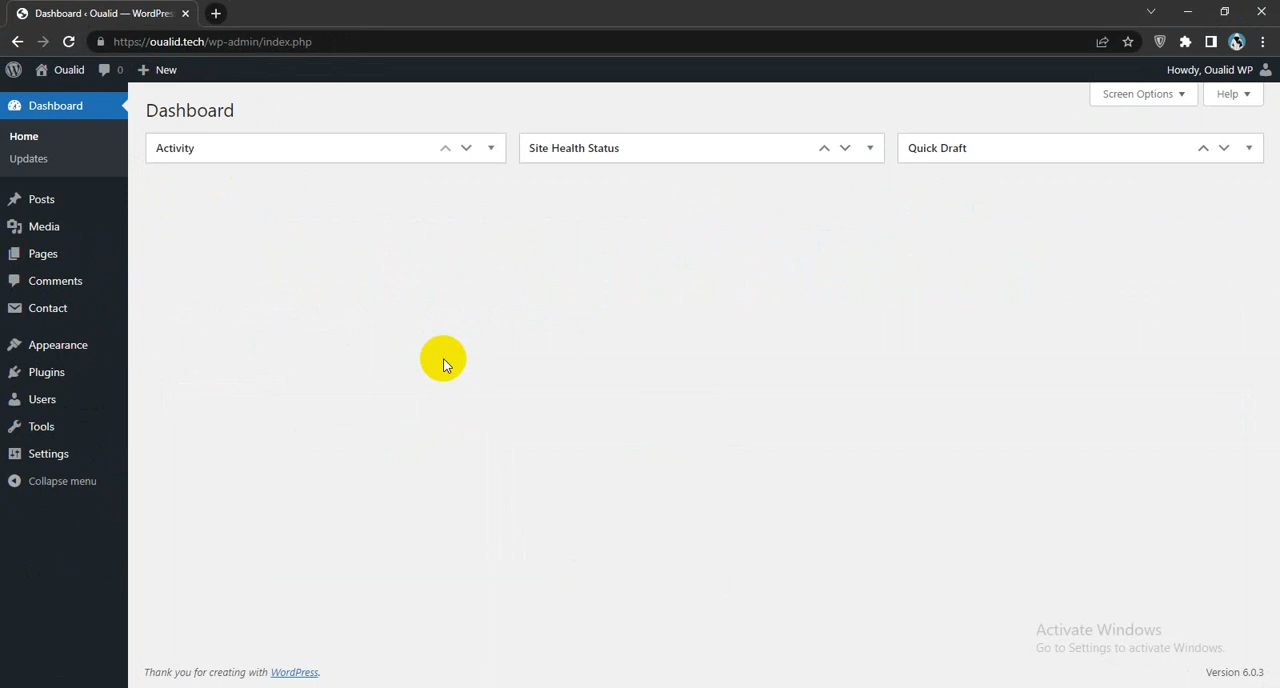 Dashboard ‹ Oualid — WordPres
https://oualid.tech/wp-admin/index.php
Oualid 0 New Howdy, Oualid WP
Dashboard
Home
Updates
Posts
Media
Pages
Comments
Contact
Appearance
Plugins
Users
Tools
Settings
Collapse menu
Screen Options Help
Dashboard
Activity
Site Health Status
Quick Draft
Activate Windows
Go to Settings to activate Windows.
Thank you for creating with WordPress.
Version 6.0.3